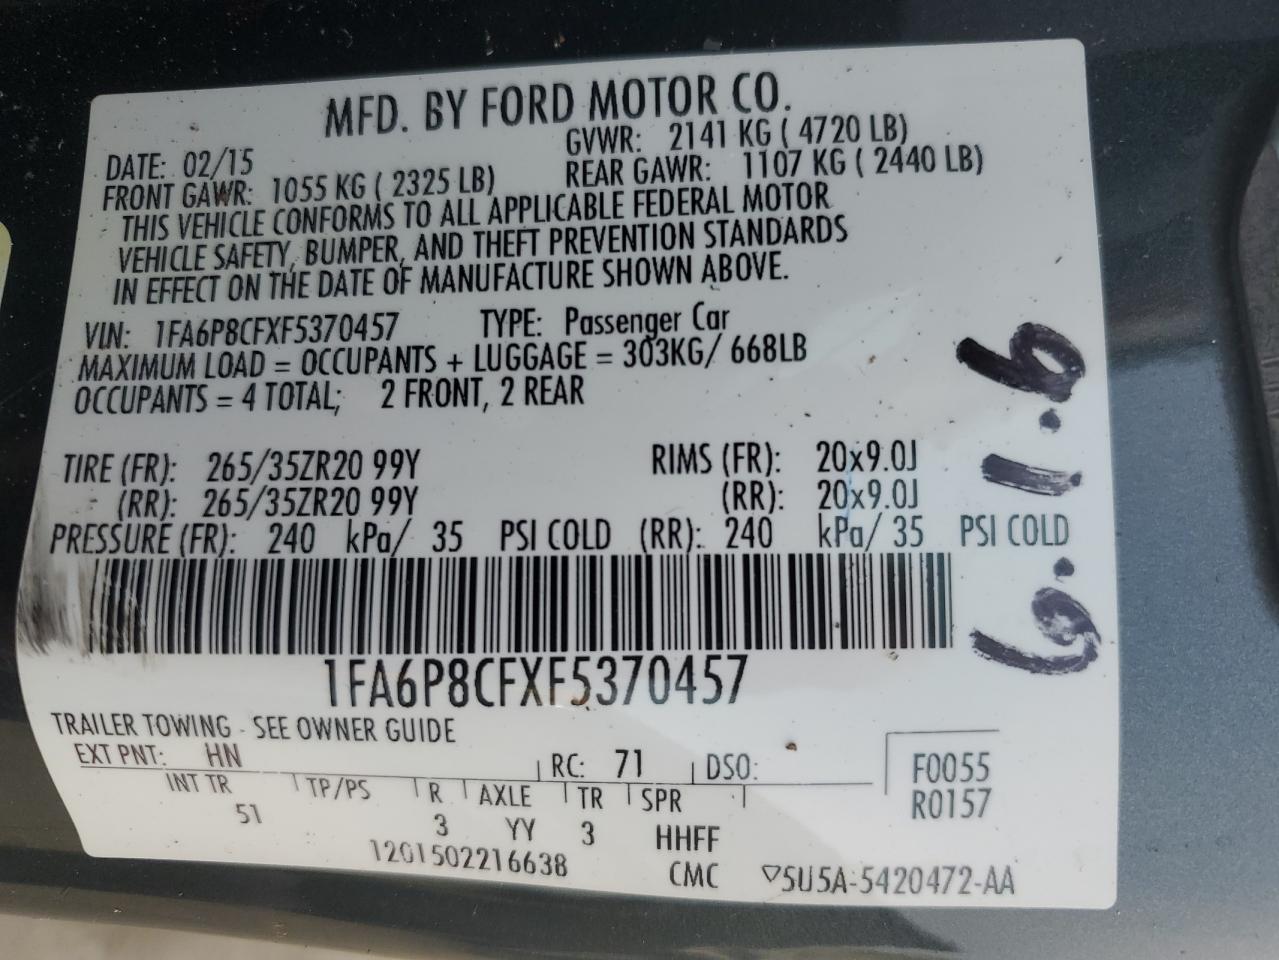 MFD. BY FORD MOTOR CO.
DATE: 02/15 GVWR: 2141 KG ( 4720 LB)
FRONT GAWR: 1055 KG ( 2325 LB) REAR GAWR: 1107 KG ( 2440 LB)
THIS VEHICLE CONFORMS TO ALL APPLICABLE FEDERAL MOTOR
VEHICLE SAFETY, BUMPER, AND THEFT PREVENTION STANDARDS
IN EFFECT ON THE DATE OF MANUFACTURE SHOWN ABOVE.
VIN: 1FA6P8CFXF5370457 TYPE: Passenger Car
MAXIMUM LOAD = OCCUPANTS + LUGGAGE = 303KG/ 668LB
OCCUPANTS = 4 TOTAL; 2 FRONT, 2 REAR
TIRE (FR): 265/35ZR20 99Y RIMS (FR): 20x9.0J
(RR): 265/35ZR20 99Y (RR): 20x9.0J
PRESSURE (FR): 240 kPa/ 35 PSI COLD (RR): 240 kPa/ 35 PSI COLD
1FA6P8CFXF5370457
TRAILER TOWING - SEE OWNER GUIDE
EXT PNT: HN RC: 71 DSO: F0055
INT TR TP/PS R AXLE TR SPR R0157
51 3 YY 3 HHFF
1201502216638 CMC ▽5U5A-5420472-AA
6.1.6